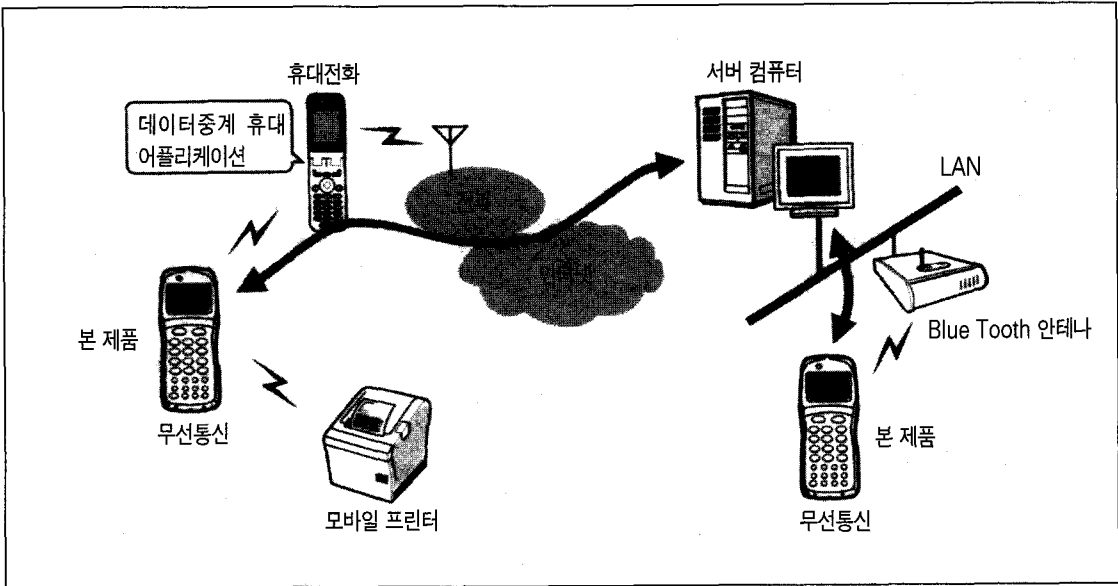 휴대전화
데이터중계 휴대
어플리케이션
서버 컴퓨터
LAN
Blue Tooth 안테나
본 제품
무선통신
모바일 프린터
본 제품
무선통신